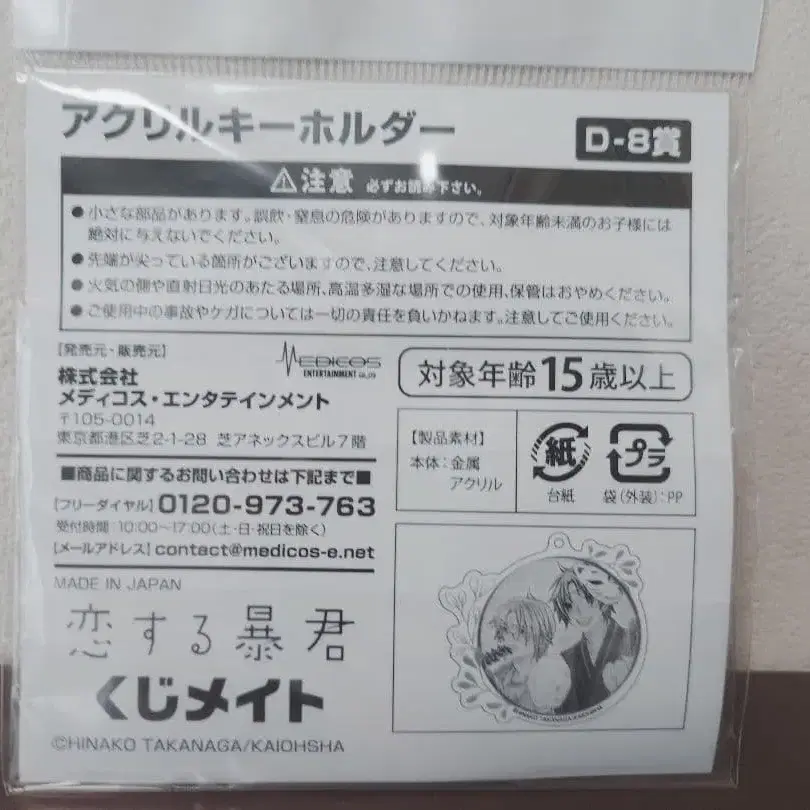 アクリルキーホルダー
D-8賞
⚠注意 必ずお読み下さい。
●小さな部品があります。誤飲・窒息の危険がありますので、対象年齢未満のお子様には
絶対に与えないでください。
●先端が尖っている箇所がございますので、注意してください。
●火気の側や直射日光のあたる場所、高温多湿な場所での使用、保管はおやめください。
●ご使用中の事故やケガについては一切の責任を負いかねます。注意してご使用ください。
【発売元・販売元】
MEDICOS
ENTERTAINMENT CO.,LTD
株式会社
メディコス・エンタテインメント
〒105-0014
東京都港区芝2-1-28 芝アネックスビル7階
対象年齢15歳以上
【製品素材】
本体:金属
アクリル
紙
台紙
プラ
袋(外装):PP
■商品に関するお問い合わせは下記まで■
[フリーダイヤル]0120-973-763
受付時間 10:00〜17:00(土・日・祝日を除く)
[メールアドレス]contact@medicos-e.net
MADE IN JAPAN
恋する暴君
くじメイト
©HINAKO TAKANAGA/KAIOHSHA
©HINAKO TAKANAGA/KAIOHSHA